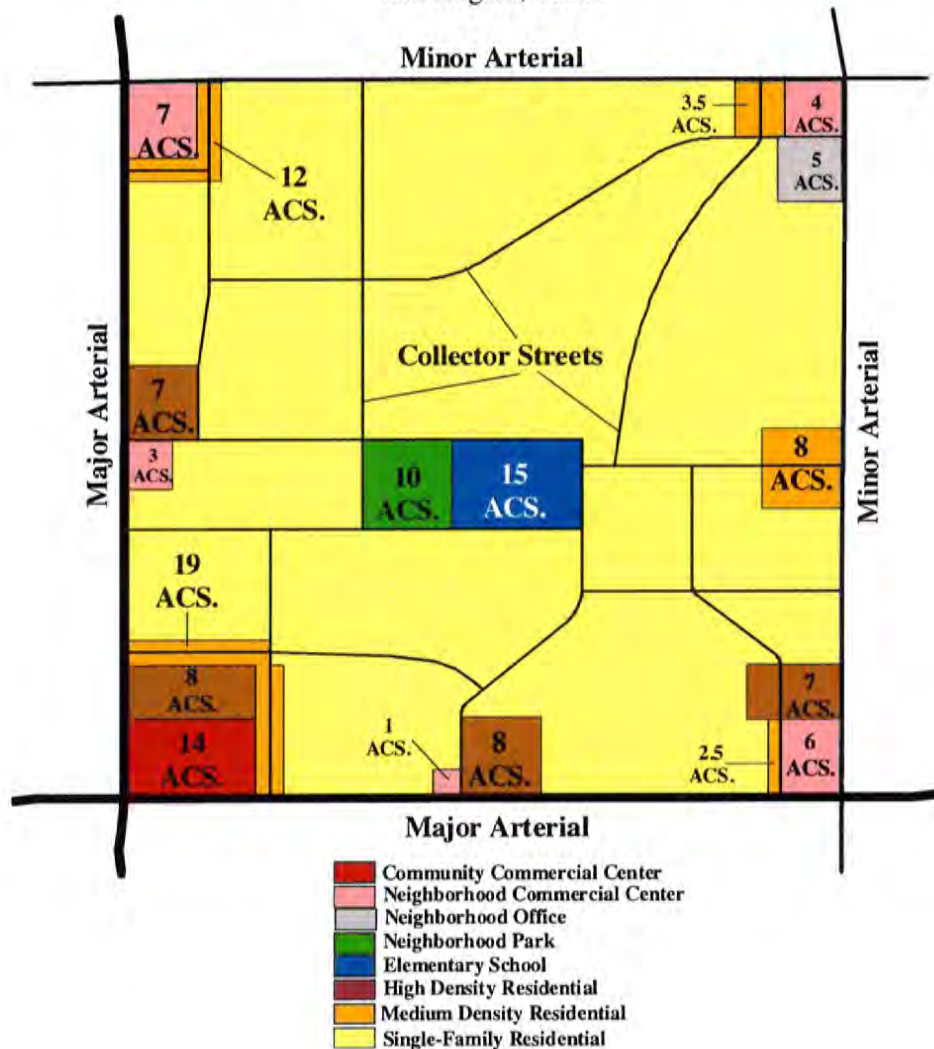 Minor Arterial
7
ACS.
12
ACS.
3.5
ACS.
4
ACS.
5
ACS.
Collector Streets
Major Arterial
Minor Arterial
7
ACS.
3
ACS.
10
ACS.
15
ACS.
8
ACS.
19
ACS.
8
ACS.
14
ACS.
1
ACS.
8
ACS.
2.5
ACS.
7
ACS.
6
ACS.
Major Arterial
Community Commercial Center
Neighborhood Commercial Center
Neighborhood Office
Neighborhood Park
Elementary School
High Density Residential
Medium Density Residential
Single-Family Residential